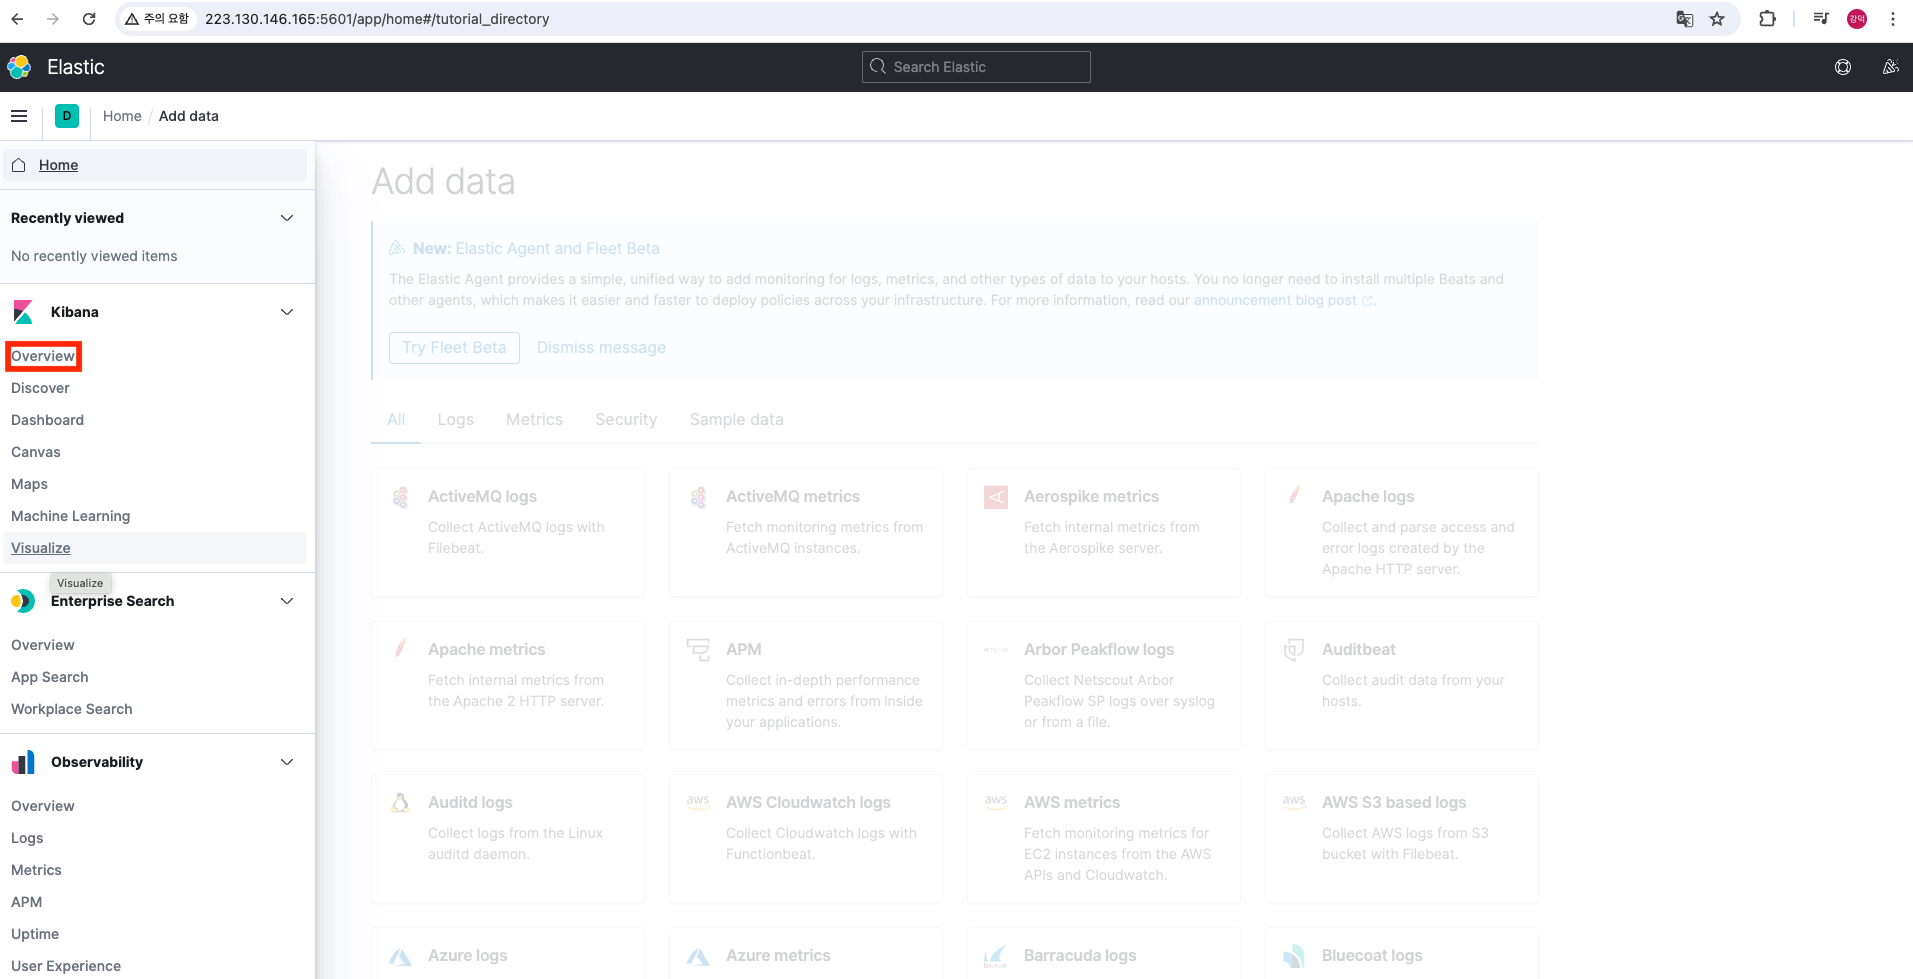 주의 요함
223.130.146.165:5601/app/home#/tutorial_directory
강덕
Elastic
Search Elastic
D
Home / Add data
Home
Recently viewed
No recently viewed items
Kibana
Overview
Discover
Dashboard
Canvas
Maps
Machine Learning
Visualize
Visualize
Enterprise Search
Overview
App Search
Workplace Search
Observability
Overview
Logs
Metrics
APM
Uptime
User Experience
Add data
New: Elastic Agent and Fleet Beta
The Elastic Agent provides a simple, unified way to add monitoring for logs, metrics, and other types of data to your hosts. You no longer need to install multiple Beats and
other agents, which makes it easier and faster to deploy policies across your infrastructure. For more information, read our announcement blog post.
Try Fleet Beta
Dismiss message
All
Logs
Metrics
Security
Sample data
ActiveMQ logs
Collect ActiveMQ logs with
Filebeat.
ActiveMQ metrics
Fetch monitoring metrics from
ActiveMQ instances.
Aerospike metrics
Fetch internal metrics from
the Aerospike server.
Apache logs
Collect and parse access and
error logs created by the
Apache HTTP server.
Apache metrics
Fetch internal metrics from
the Apache 2 HTTP server.
APM
Collect in-depth performance
metrics and errors from inside
your applications.
Arbor Peakflow logs
Collect Netscout Arbor
Peakflow SP logs over syslog
or from a file.
Auditbeat
Collect audit data from your
hosts.
Auditd logs
Collect logs from the Linux
auditd daemon.
aws
AWS Cloudwatch logs
Collect Cloudwatch logs with
Functionbeat.
aws
AWS metrics
Fetch monitoring metrics for
EC2 instances from the AWS
APIs and Cloudwatch.
aws
AWS S3 based logs
Collect AWS logs from S3
bucket with Filebeat.
Azure logs
Azure metrics
Barracuda logs
Bluecoat logs